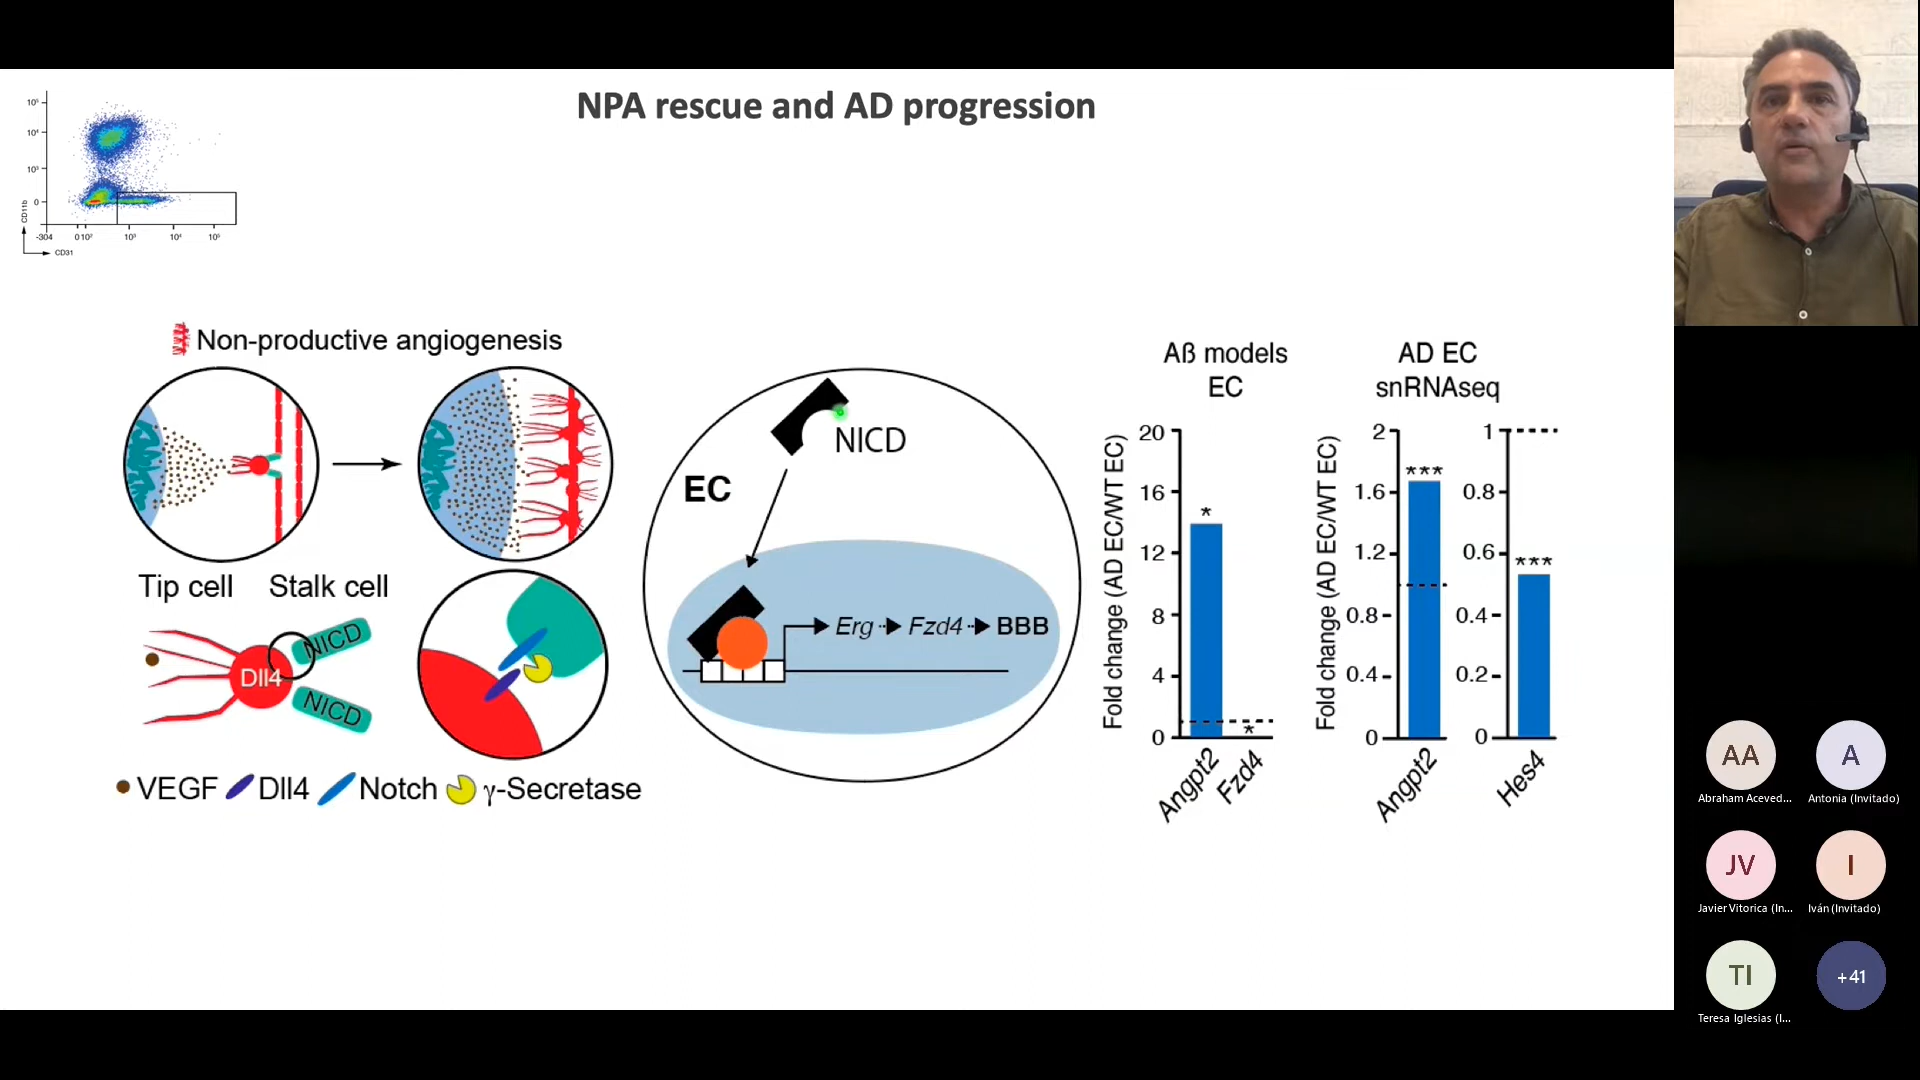 NPA rescue and AD progression
10⁵
10⁴
10³
0
CD11b
-304
0 10²
10³
10⁴
10⁵
CD31
Non-productive angiogenesis
Tip cell
Stalk cell
Dll4
NICD
NICD
VEGF
Dll4
Notch
γ-Secretase
NICD
EC
Erg
Fzd4
BBB
Aß models
EC
Fold change (AD EC/WT EC)
20
16
12
8
4
0
*
*
Angpt2
Fzd4
AD EC
snRNAseq
Fold change (AD EC/WT EC)
2
1.6
1.2
0.8
0.4
0
***
Angpt2
1
0.8
0.6
0.4
0.2
0
***
Hes4
AA
Abraham Aceved...
A
Antonia (Invitado)
JV
Javier Vitorica (In...
I
Iván (Invitado)
TI
Teresa Iglesias (I...
+41